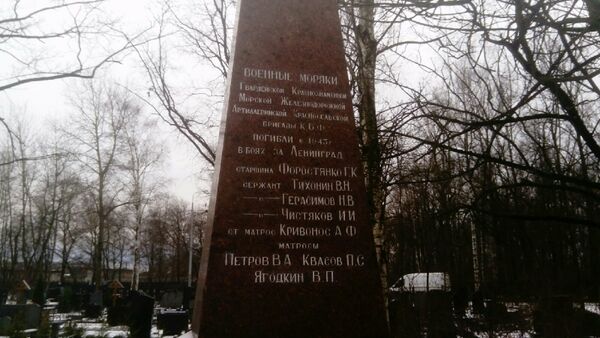 ВОЕННЫЕ МОРЯКИ
ГВАРДЕЙСКОЙ КРАСНОЗНАМЕННОЙ
МОРСКОЙ ЖЕЛЕЗНОДОРОЖНОЙ
АРТИЛЛЕРИЙСКОЙ КРАСНОСЕЛЬСКОЙ
БРИГАДЫ К.Б.Ф.
ПОГИБЛИ в 1943г.
В БОЯХ ЗА ЛЕНИНГРАД
СТАРШИНА ФОРОСТЯНКО Г.К
СЕРЖАНТ ТИХОНИН В.Н.
—〃— ГЕРАСИМОВ Н.В
—〃— ЧИСТЯКОВ И.И
СТ МАТРОС КРИВОНОС А.Ф
МАТРОСЫ
ПЕТРОВ В.А КВАСОВ П.С
ЯГОДКИН В.П.